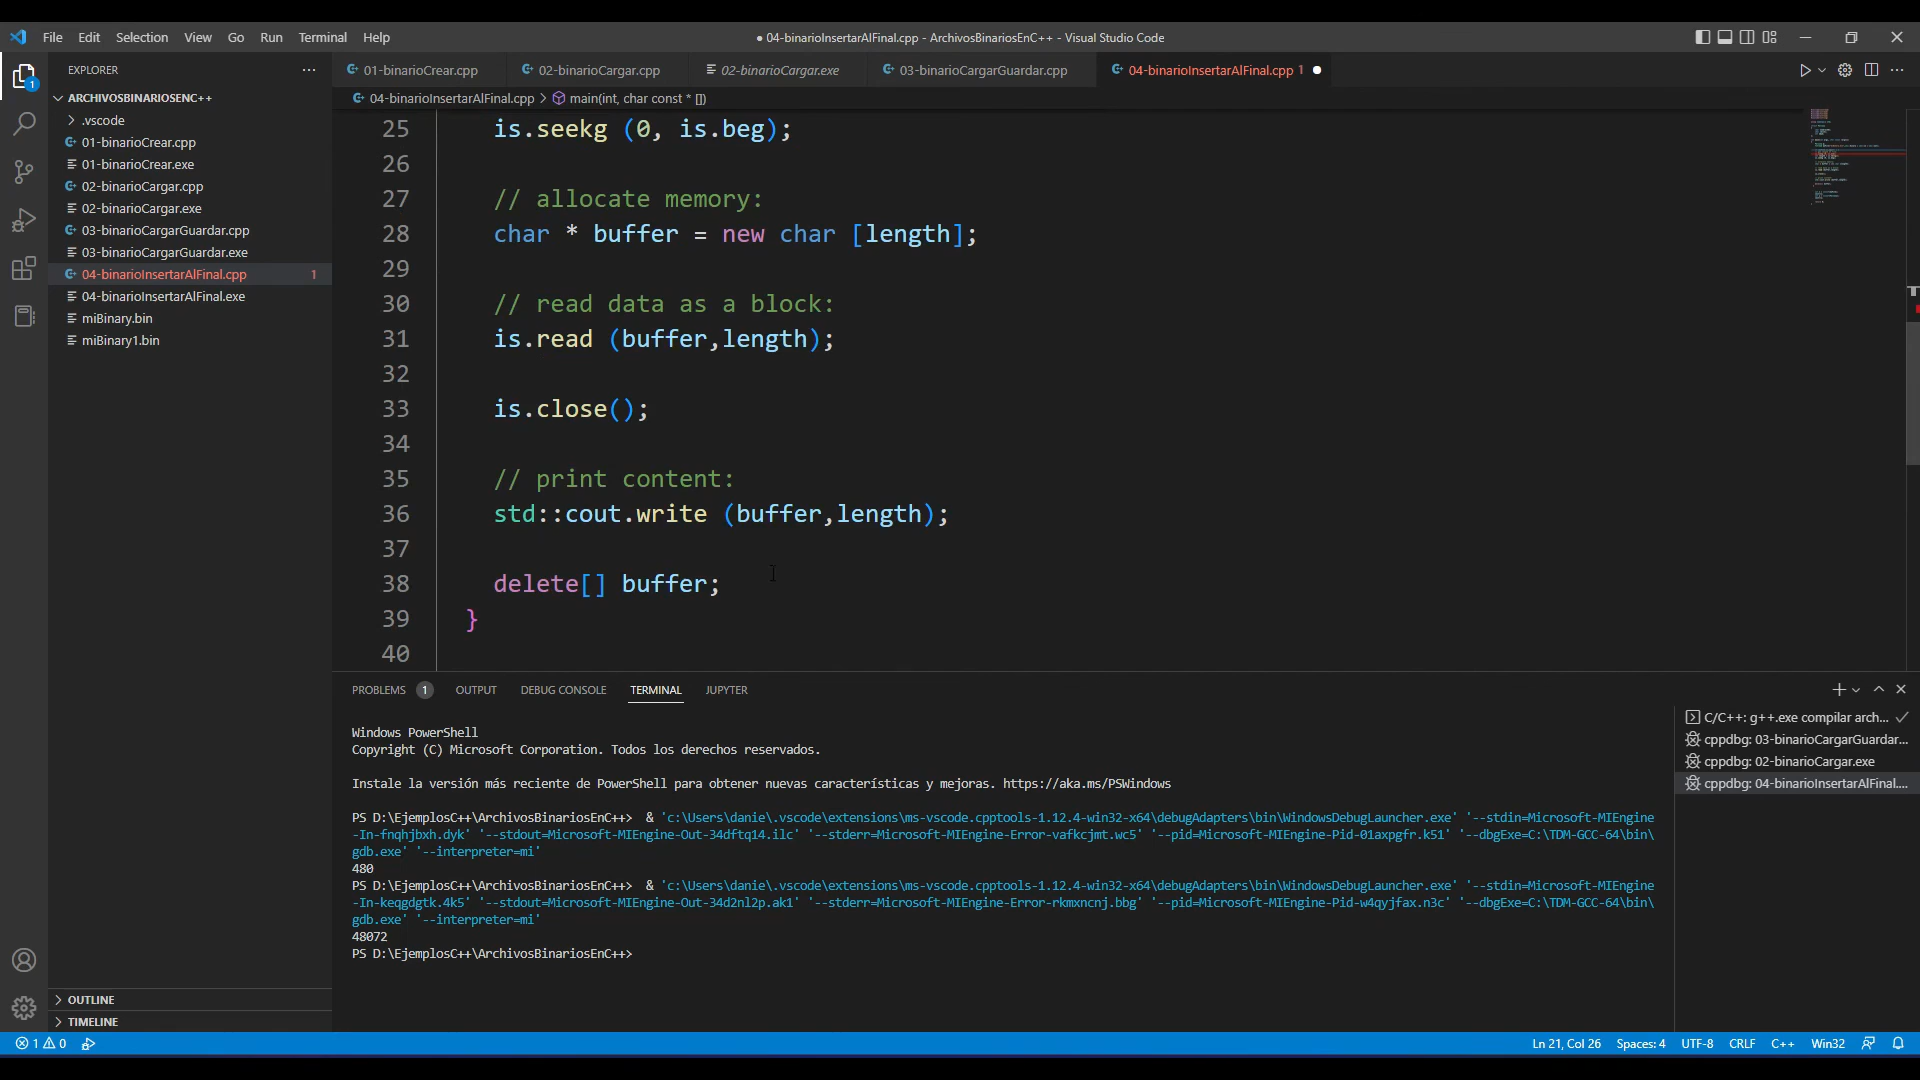 File Edit Selection View Go Run Terminal Help
● 04-binarioInsertarAlFinal.cpp - ArchivosBinariosEnC++ - Visual Studio Code
EXPLORER
01-binarioCrear.cpp
02-binarioCargar.cpp
02-binarioCargar.exe
03-binarioCargarGuardar.cpp
04-binarioInsertarAlFinal.cpp 1
04-binarioInsertarAlFinal.cpp > main(int, char const * [])
ARCHIVOSBINARIOSENC++
.vscode
01-binarioCrear.cpp
01-binarioCrear.exe
02-binarioCargar.cpp
02-binarioCargar.exe
03-binarioCargarGuardar.cpp
03-binarioCargarGuardar.exe
04-binarioInsertarAlFinal.cpp 1
04-binarioInsertarAlFinal.exe
miBinary.bin
miBinary1.bin
OUTLINE
TIMELINE
1
25 is.seekg (0, is.beg);
26
27 // allocate memory:
28 char * buffer = new char [length];
29
30 // read data as a block:
31 is.read (buffer,length);
32
33 is.close();
34
35 // print content:
36 std::cout.write (buffer,length);
37
38 delete[] buffer;
39 }
40
PROBLEMS 1 OUTPUT DEBUG CONSOLE TERMINAL JUPYTER
Windows PowerShell
Copyright (C) Microsoft Corporation. Todos los derechos reservados.
Instale la versión más reciente de PowerShell para obtener nuevas características y mejoras. https://aka.ms/PSWindows
PS D:\EjemplosC++\ArchivosBinariosEnC++>  & 'c:\Users\danie\.vscode\extensions\ms-vscode.cpptools-1.12.4-win32-x64\debugAdapters\bin\WindowsDebugLauncher.exe' '--stdin=Microsoft-MIEngine
-In-fnqhjbxh.dyk' '--stdout=Microsoft-MIEngine-Out-34dftq14.ilc' '--stderr=Microsoft-MIEngine-Error-vafkcjmt.wc5' '--pid=Microsoft-MIEngine-Pid-01axpgfr.k51' '--dbgExe=C:\TDM-GCC-64\bin\
gdb.exe' '--interpreter=mi'
480
PS D:\EjemplosC++\ArchivosBinariosEnC++>  & 'c:\Users\danie\.vscode\extensions\ms-vscode.cpptools-1.12.4-win32-x64\debugAdapters\bin\WindowsDebugLauncher.exe' '--stdin=Microsoft-MIEngine
-In-keqgdgtk.4k5' '--stdout=Microsoft-MIEngine-Out-34d2nl2p.ak1' '--stderr=Microsoft-MIEngine-Error-rkmxncnj.bbg' '--pid=Microsoft-MIEngine-Pid-w4qyjfax.n3c' '--dbgExe=C:\TDM-GCC-64\bin\
gdb.exe' '--interpreter=mi'
48072
PS D:\EjemplosC++\ArchivosBinariosEnC++>
C/C++: g++.exe compilar arch...
cppdbg: 03-binarioCargarGuardar...
cppdbg: 02-binarioCargar.exe
cppdbg: 04-binarioInsertarAlFinal....
1 0
Ln 21, Col 26 Spaces: 4 UTF-8 CRLF C++ Win32